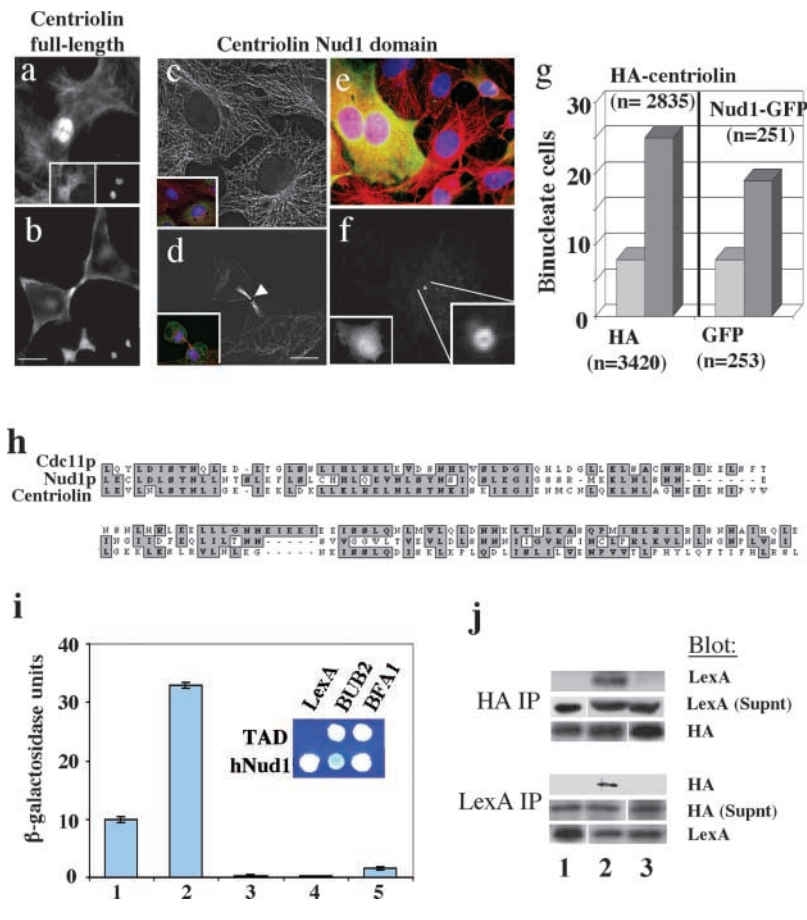 Centriolin
full-length
Centriolin Nud1 domain
a
c
e
g
HA-centriolin
(n= 2835)
Nud1-GFP
(n=251)
30
20
10
0
Binucleate cells
HA
(n=3420)
GFP
(n=253)
b
d
f
h
Cdc11p L Q T L D I S Y N Q L E D - L T G L S S L I H L R E L K V D S N H L W S L D G I Q H L D G L L K L S A C N N R I K E L S F T
Nud1p L E C L D L S Y N L L N T S L K F L S L C H H L Q E V N L S Y N S I Q S L E G I G S S R - M K K L N L S N N - - - - - E
Centriolin L E V L N L S Y N L I G K - I E K L D K L L K L R E L N L S Y N K I S K I E G I E N M C N L Q K L N L A G N E I E H I P V W
N S N L H R L E E L L L G N N K I E E I E E I S S L Q N L M V L Q L D N N K L T N L K A S Q P M I H L R I L R I S N N A I H Q L E
I N G I I D F E Q L I L T N N - - - - - S V V G G V L T V E V L D L S N N N I I G V R N I N C L P R L K V L N L N G N P L V S I
L G K K L K S L R V L N L K G - - - - N K I S S L Q D I S K L K P L Q D L I S L I L V E N P V V T L P H Y L Q F T I F H L R S L
i
40
30
20
10
0
β-galactosidase units
LexA
BUB2
BFA1
TAD
hNud1
1 2 3 4 5
j
Blot:
HA IP
LexA
LexA (Supnt)
HA
LexA IP
HA
HA (Supnt)
LexA
1 2 3